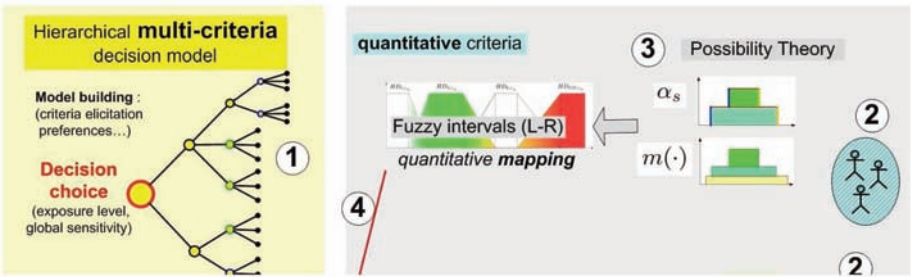 Hierarchical multi-criteria
decision model
Model building :
(criteria elicitation
preferences...)
1
Decision
choice
(exposure level,
global sensitivity)
quantitative criteria
3
Possibility Theory
αs
Fuzzy intervals (L-R)
quantitative mapping
m(·)
2
4
2